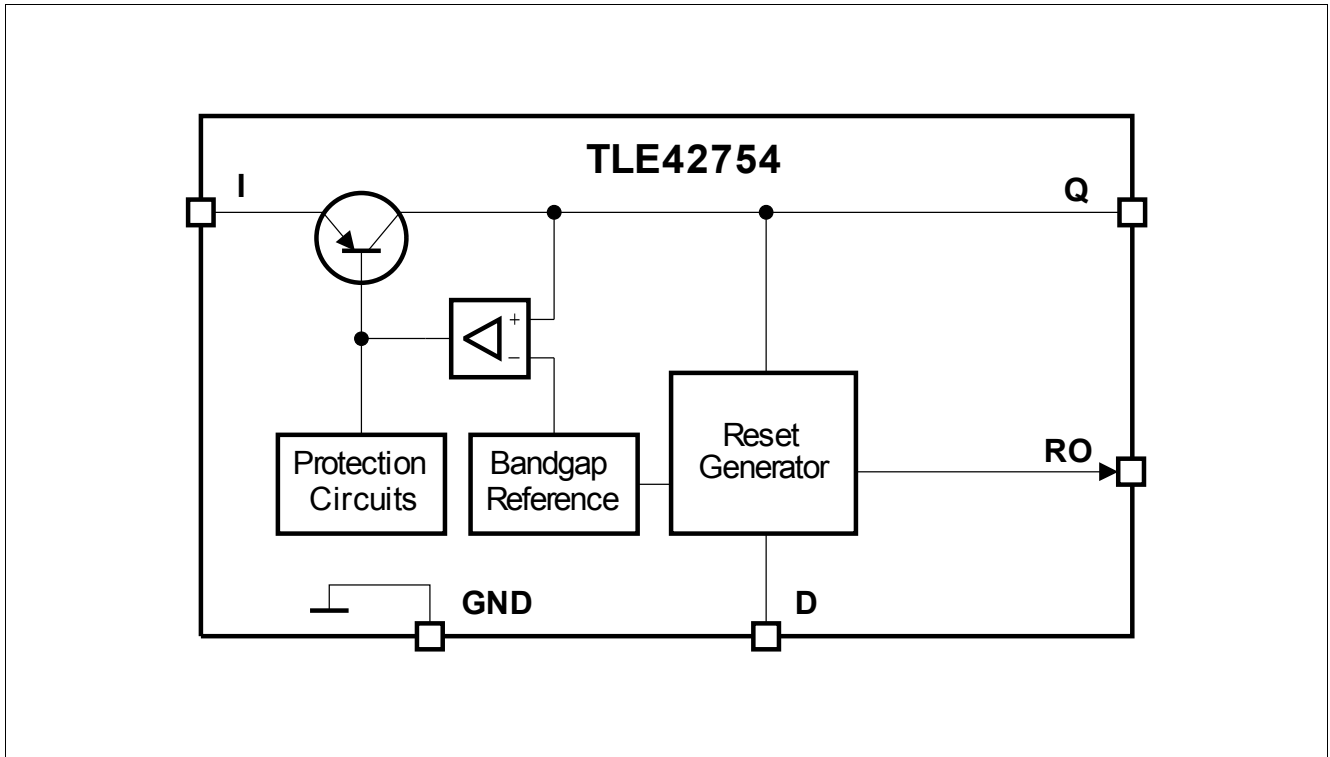 TLE42754
I
Q
+
−
Protection
Circuits
Bandgap
Reference
Reset
Generator
RO
GND
D